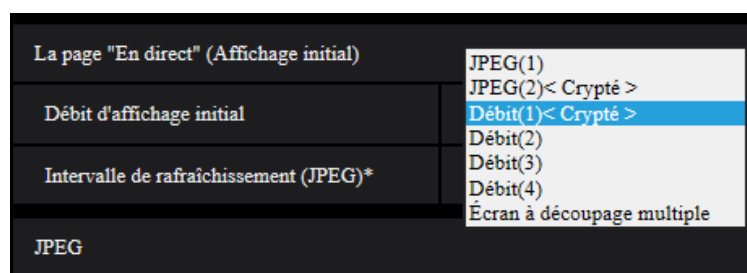 La page "En direct" (Affichage initial)
JPEG(1)
JPEG(2)< Crypté >
Débit d'affichage initial
Débit(1)< Crypté >
Débit(2)
Débit(3)
Intervalle de rafraîchissement (JPEG)*
Débit(4)
Écran à découpage multiple
JPEG